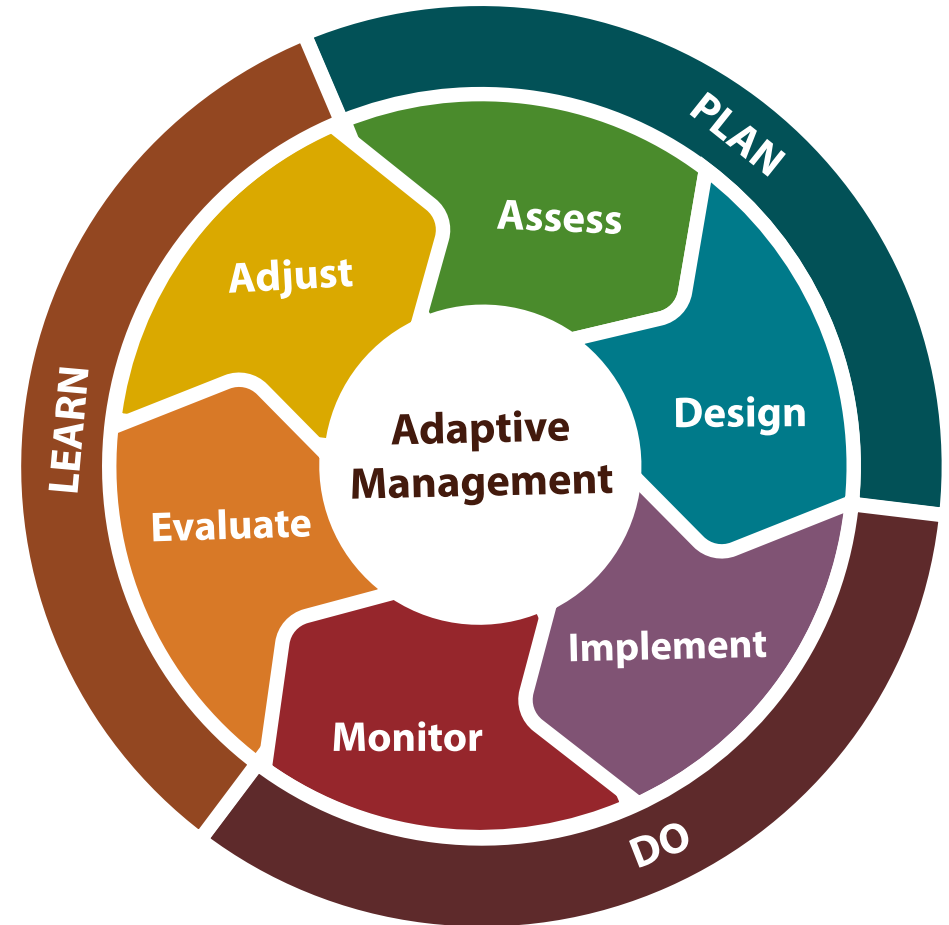 PLAN
Assess
Design
Implement
DO
Monitor
Evaluate
LEARN
Adjust
Adaptive
Management